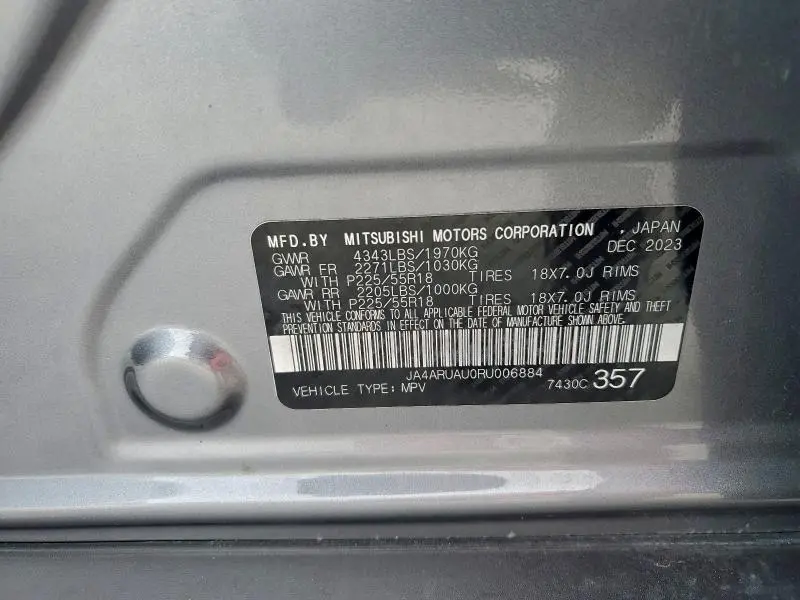 MFD.BY MITSUBISHI MOTORS CORPORATION , JAPAN
GVWR 4343LBS/1970KG DEC 2023
GAWR FR 2271LBS/1030KG
WITH P225/55R18 TIRES 18X7.0J RIMS
GAWR RR 2205LBS/1000KG
WITH P225/55R18 TIRES 18X7.0J RIMS
THIS VEHICLE CONFORMS TO ALL APPLICABLE FEDERAL MOTOR VEHICLE SAFETY AND THEFT
PREVENTION STANDARDS IN EFFECT ON THE DATE OF MANUFACTURE SHOWN ABOVE.
JA4ARUAU0RU006884
VEHICLE TYPE: MPV 7430C 357